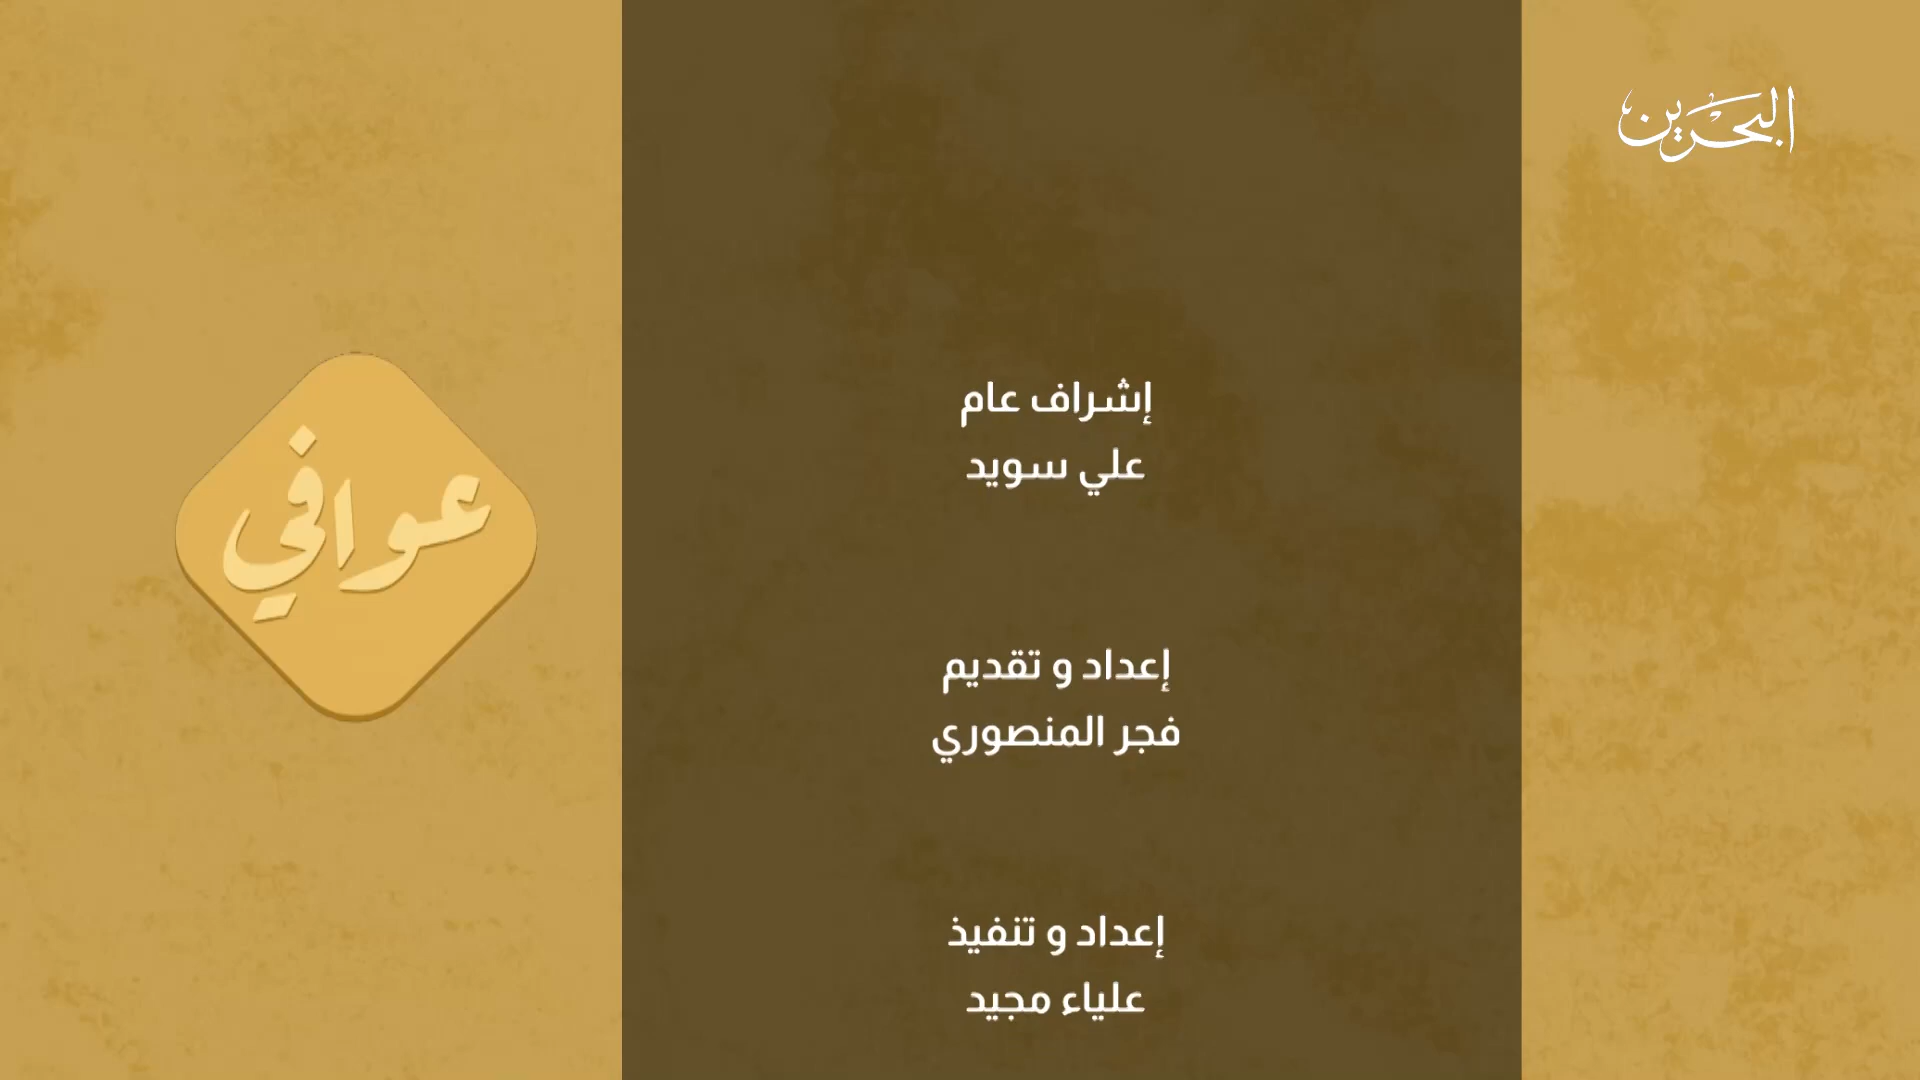 البحرين
عوافي
إشراف عام
علي سويد
إعداد و تقديم
فجر المنصوري
إعداد و تنفيذ
علياء مجيد